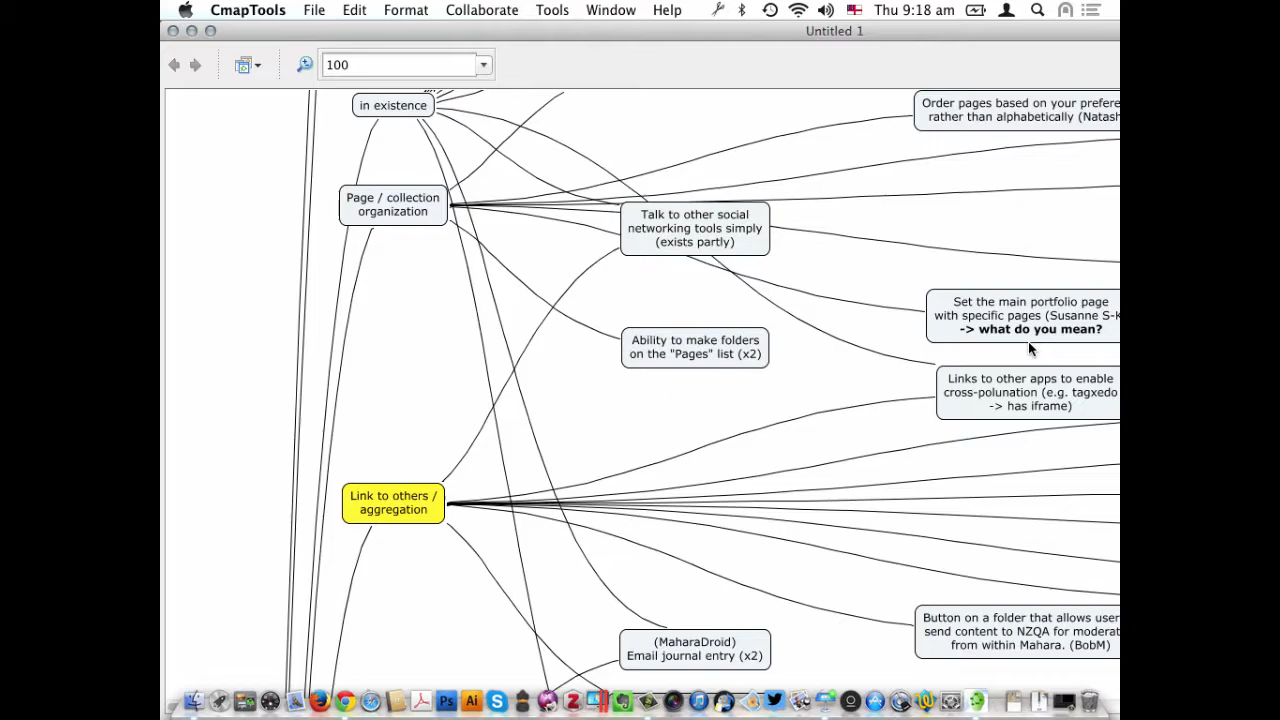 CmapTools File Edit Format Collaborate Tools Window Help Thu 9:18 am
Untitled 1
100
in existence
Order pages based on your prefere
rather than alphabetically (Natash
Page / collection
organization
Talk to other social
networking tools simply
(exists partly)
Set the main portfolio page
with specific pages (Susanne S-K
-> what do you mean?
Ability to make folders
on the "Pages" list (x2)
Links to other apps to enable
cross-polunation (e.g. tagxedo
-> has iframe)
Link to others /
aggregation
Button on a folder that allows user
send content to NZQA for moderat
from within Mahara. (BobM)
(MaharaDroid)
Email journal entry (x2)
Ps Ai